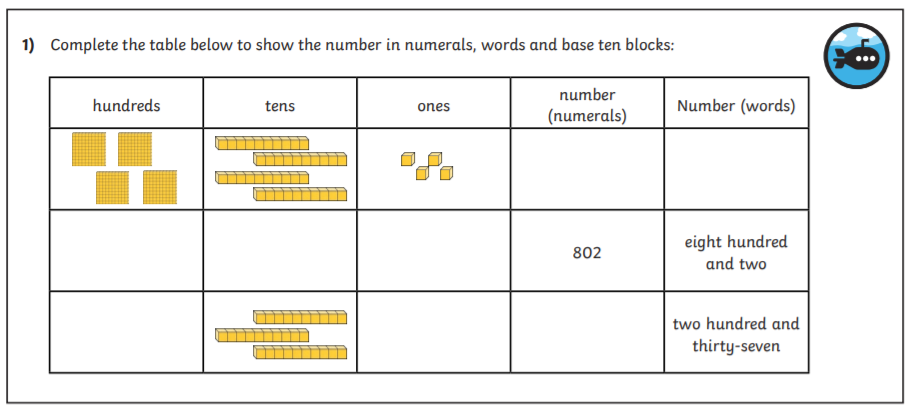 1) Complete the table below to show the number in numerals, words and base ten blocks:
hundreds
tens
ones
number
(numerals)
Number (words)
802
eight hundred
and two
two hundred and
thirty-seven